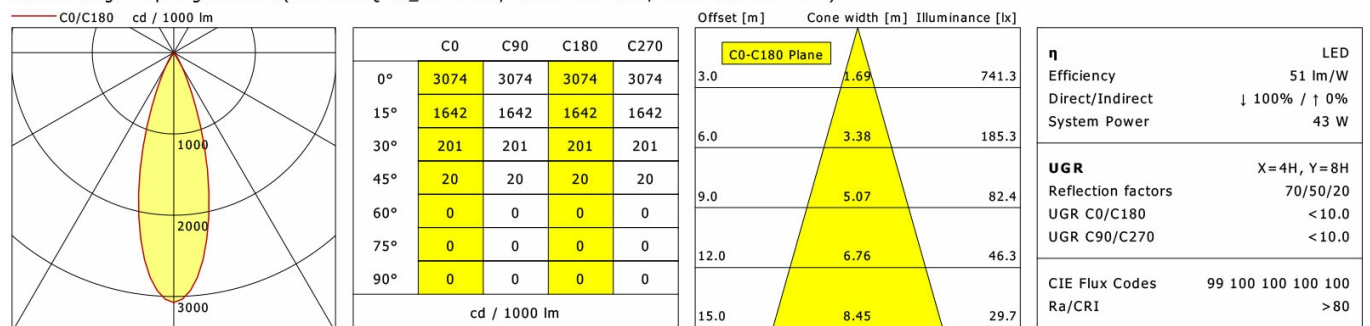 C0/C180 cd / 1000 lm
1000
2000
3000
C0 C90 C180 C270
0° 3074 3074 3074 3074
15° 1642 1642 1642 1642
30° 201 201 201 201
45° 20 20 20 20
60° 0 0 0 0
75° 0 0 0 0
90° 0 0 0 0
cd / 1000 lm
Offset [m] Cone width [m] Illuminance [lx]
C0-C180 Plane
3.0 1.69 741.3
6.0 3.38 185.3
9.0 5.07 82.4
12.0 6.76 46.3
15.0 8.45 29.7
η LED
Efficiency 51 lm/W
Direct/Indirect ↓ 100% / ↑ 0%
System Power 43 W
UGR X=4H, Y=8H
Reflection factors 70/50/20
UGR C0/C180 <10.0
UGR C90/C270 <10.0
CIE Flux Codes 99 100 100 100 100
Ra/CRI >80